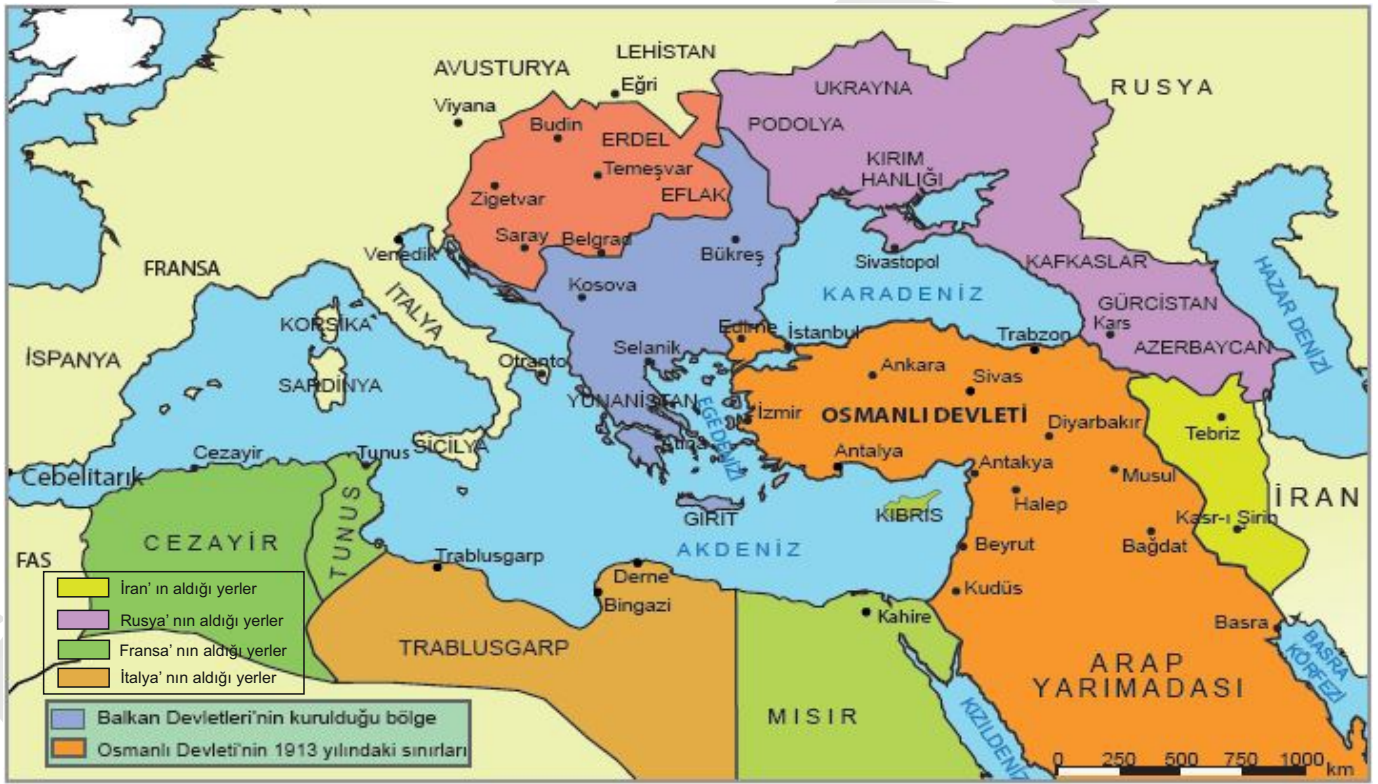 LEHİSTAN
AVUSTURYA
Eğri
UKRAYNA
RUSYA
Viyana
Budin
ERDEL
PODOLYA
Temeşvar
KIRIM
HANLIĞI
Zigetvar
EFLAK
Saray
Belgrad
Venedik
Bükreş
Sivastopol
KAFKASLAR
FRANSA
Kosova
KARADENİZ
GÜRCİSTAN
HAZAR DENİZİ
İTALYA
KORSİKA
Edirne
İstanbul
Trabzon
Kars
AZERBAYCAN
İSPANYA
Otranto
Selanik
Ankara
Sivas
SARDİNYA
YUNANİSTAN
EGEDENİZİ
İzmir
OSMANLI DEVLETİ
Diyarbakır
Tebriz
SİCİLYA
Atina
Antalya
Antakya
Musul
Cezayir
Tunus
Cebelitarık
Halep
İRAN
GİRİT
KIBRIS
Kasr-ı Şirin
CEZAYİR
TUNUS
AKDENİZ
Beyrut
Bağdat
FAS
Trablusgarp
Derne
Kudüs
Bingazi
Kahire
Basra
BASRA
KÖRFEZİ
TRABLUSGARP
ARAP
YARIMADASI
MISIR
KIZILDENİZ
İran' ın aldığı yerler
Rusya' nın aldığı yerler
Fransa' nın aldığı yerler
İtalya' nın aldığı yerler
Balkan Devletleri'nin kurulduğu bölge
Osmanlı Devleti'nin 1913 yılındaki sınırları
0 250 500 750 1000 km